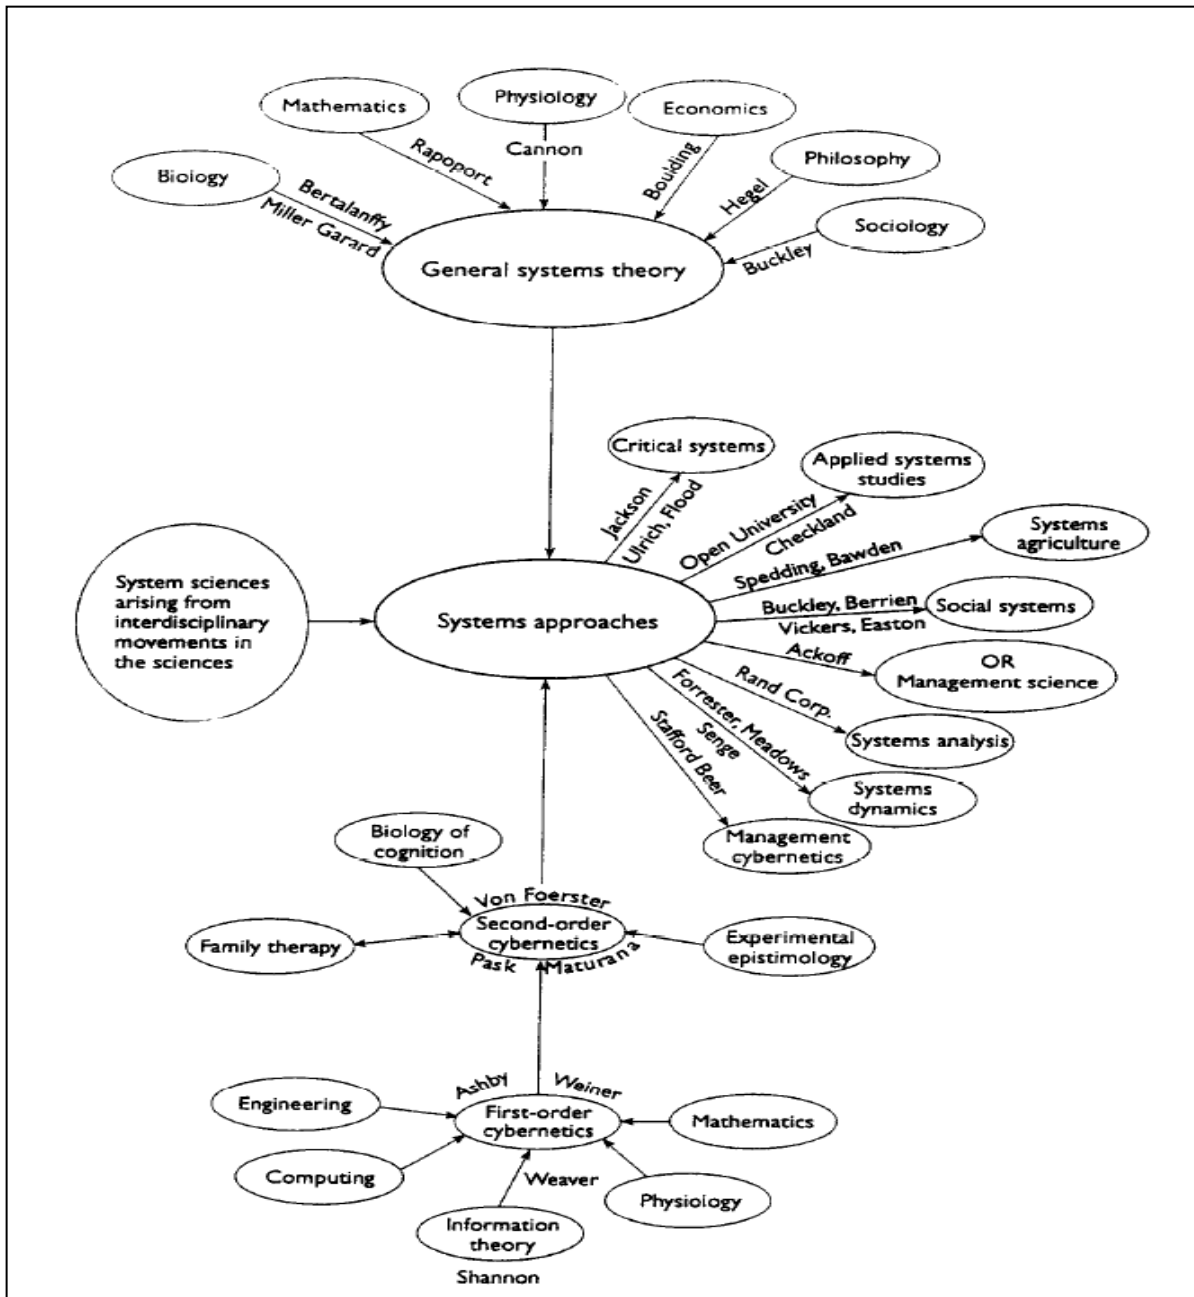 Mathematics
Physiology
Economics
Biology
Philosophy
Sociology
Bertalanffy
Miller Garard
Rapoport
Cannon
Boulding
Hegel
Buckley
General systems theory
Critical systems
Applied systems
studies
Systems
agriculture
Social systems
OR
Management science
Systems analysis
Systems
dynamics
Management
cybernetics
Jackson
Ulrich, Flood
Open University
Checkland
Spedding, Bawden
Buckley, Berrien
Vickers, Easton
Ackoff
Rand Corp.
Forrester, Meadows
Senge
Stafford Beer
System sciences
arising from
interdisciplinary
movements in
the sciences
Systems approaches
Biology of
cognition
Von Foerster
Family therapy
Second-order
cybernetics
Experimental
epistimology
Pask
Maturana
Ashby
Weiner
Engineering
First-order
cybernetics
Mathematics
Computing
Weaver
Physiology
Information
theory
Shannon